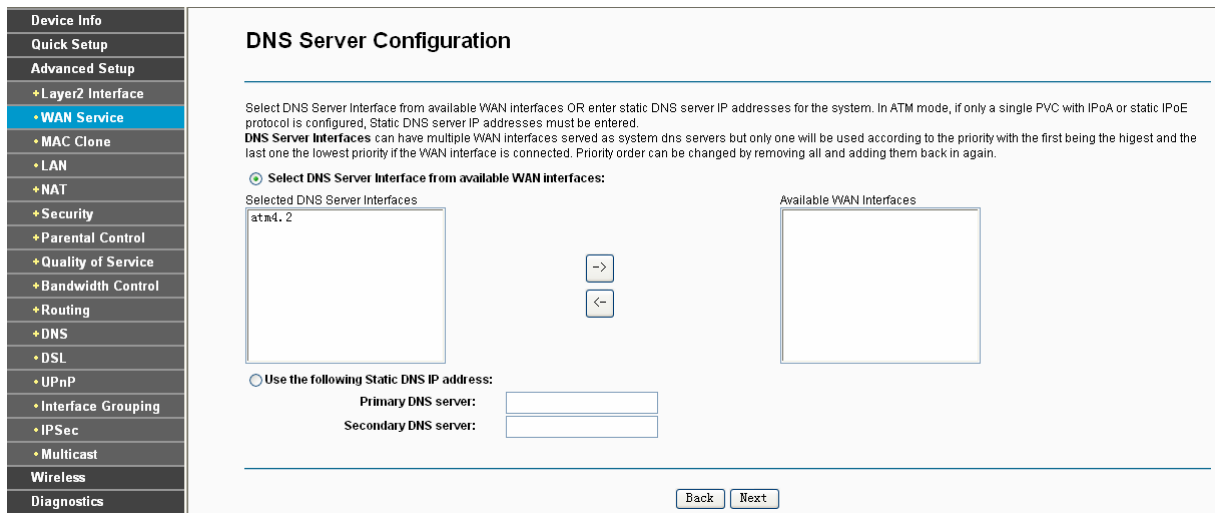 Device Info
Quick Setup
Advanced Setup
+Layer2 Interface
•WAN Service
•MAC Clone
•LAN
+NAT
+Security
+Parental Control
+Quality of Service
+Bandwidth Control
+Routing
+DNS
•DSL
•UPnP
•Interface Grouping
•IPSec
•Multicast
Wireless
Diagnostics
DNS Server Configuration
Select DNS Server Interface from available WAN interfaces OR enter static DNS server IP addresses for the system. In ATM mode, if only a single PVC with IPoA or static IPoE
protocol is configured, Static DNS server IP addresses must be entered.
DNS Server Interfaces can have multiple WAN interfaces served as system dns servers but only one will be used according to the priority with the first being the higest and the
last one the lowest priority if the WAN interface is connected. Priority order can be changed by removing all and adding them back in again.
Select DNS Server Interface from available WAN interfaces:
Selected DNS Server Interfaces
Available WAN Interfaces
atm4.2
->
<-
Use the following Static DNS IP address:
Primary DNS server:
Secondary DNS server:
Back Next